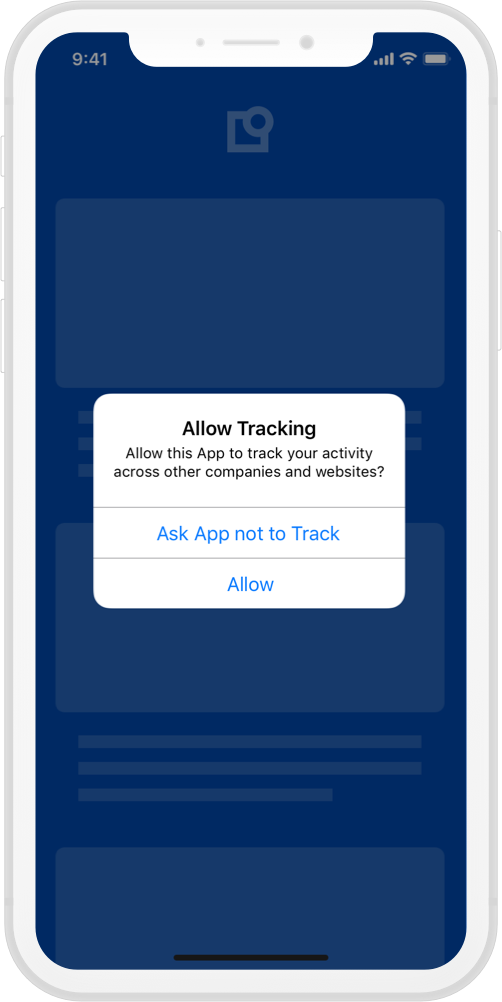 9:41
Allow Tracking
Allow this App to track your activity
across other companies and websites?
Ask App not to Track
Allow